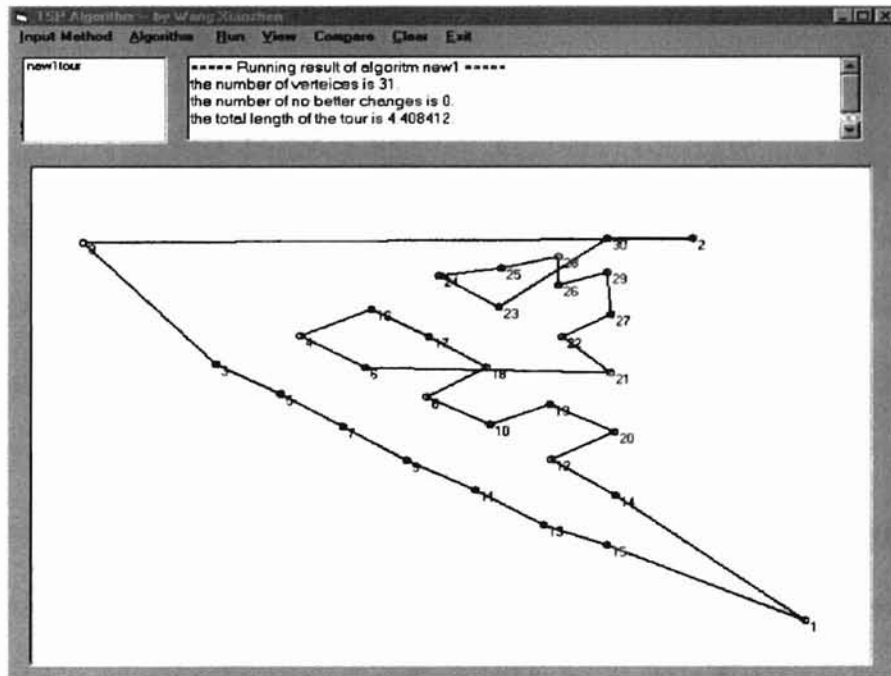 TSP Algorithm -- by Wang Xiaozhen
Input Method Algorithm Run View Compare Clear Exit
new1tour
===== Running result of algoritm new1 =====
the number of verteices is 31.
the number of no better changes is 0.
the total length of the tour is 4.408412.
30 2
28
25 29
24 26
23
27
16
4 17 22
6 18 21
3
8
5 19
10 20
7
9 12
11 14
13
15
1